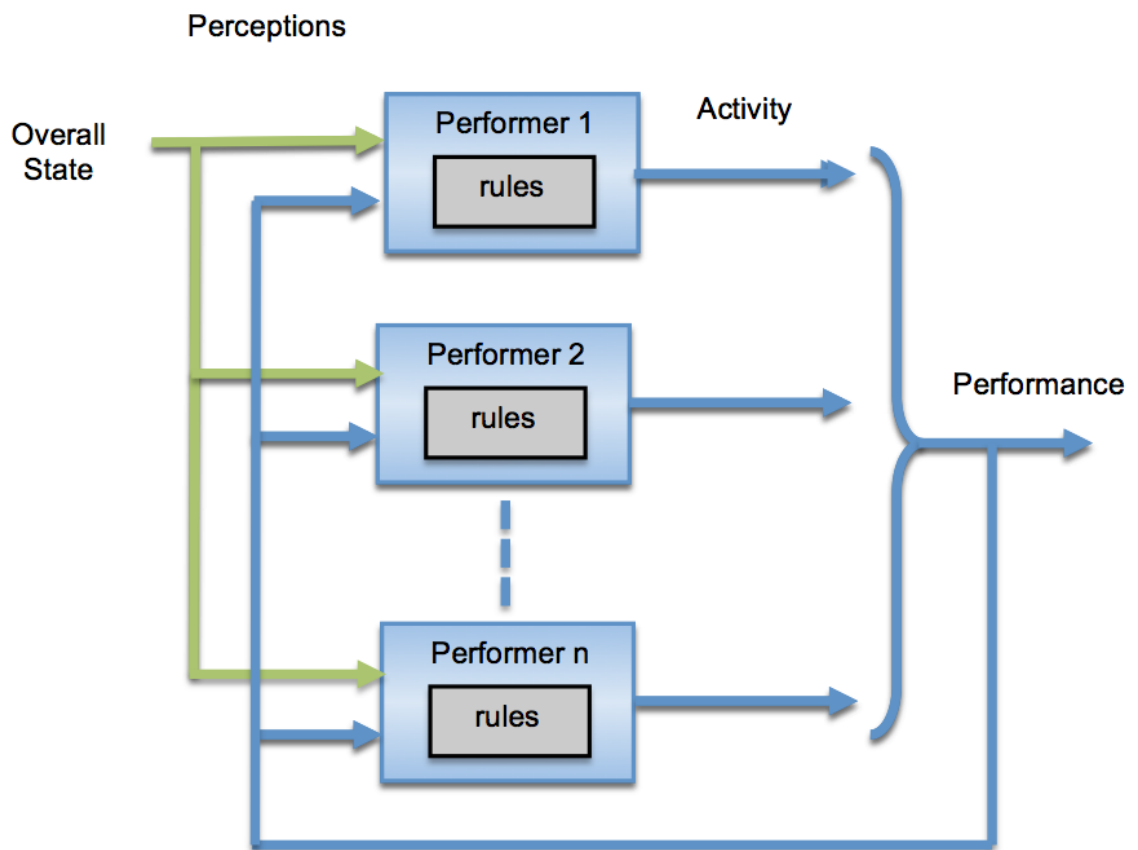 Perceptions
Overall
State
Performer 1
rules
Activity
Performer 2
rules
Performance
Performer n
rules